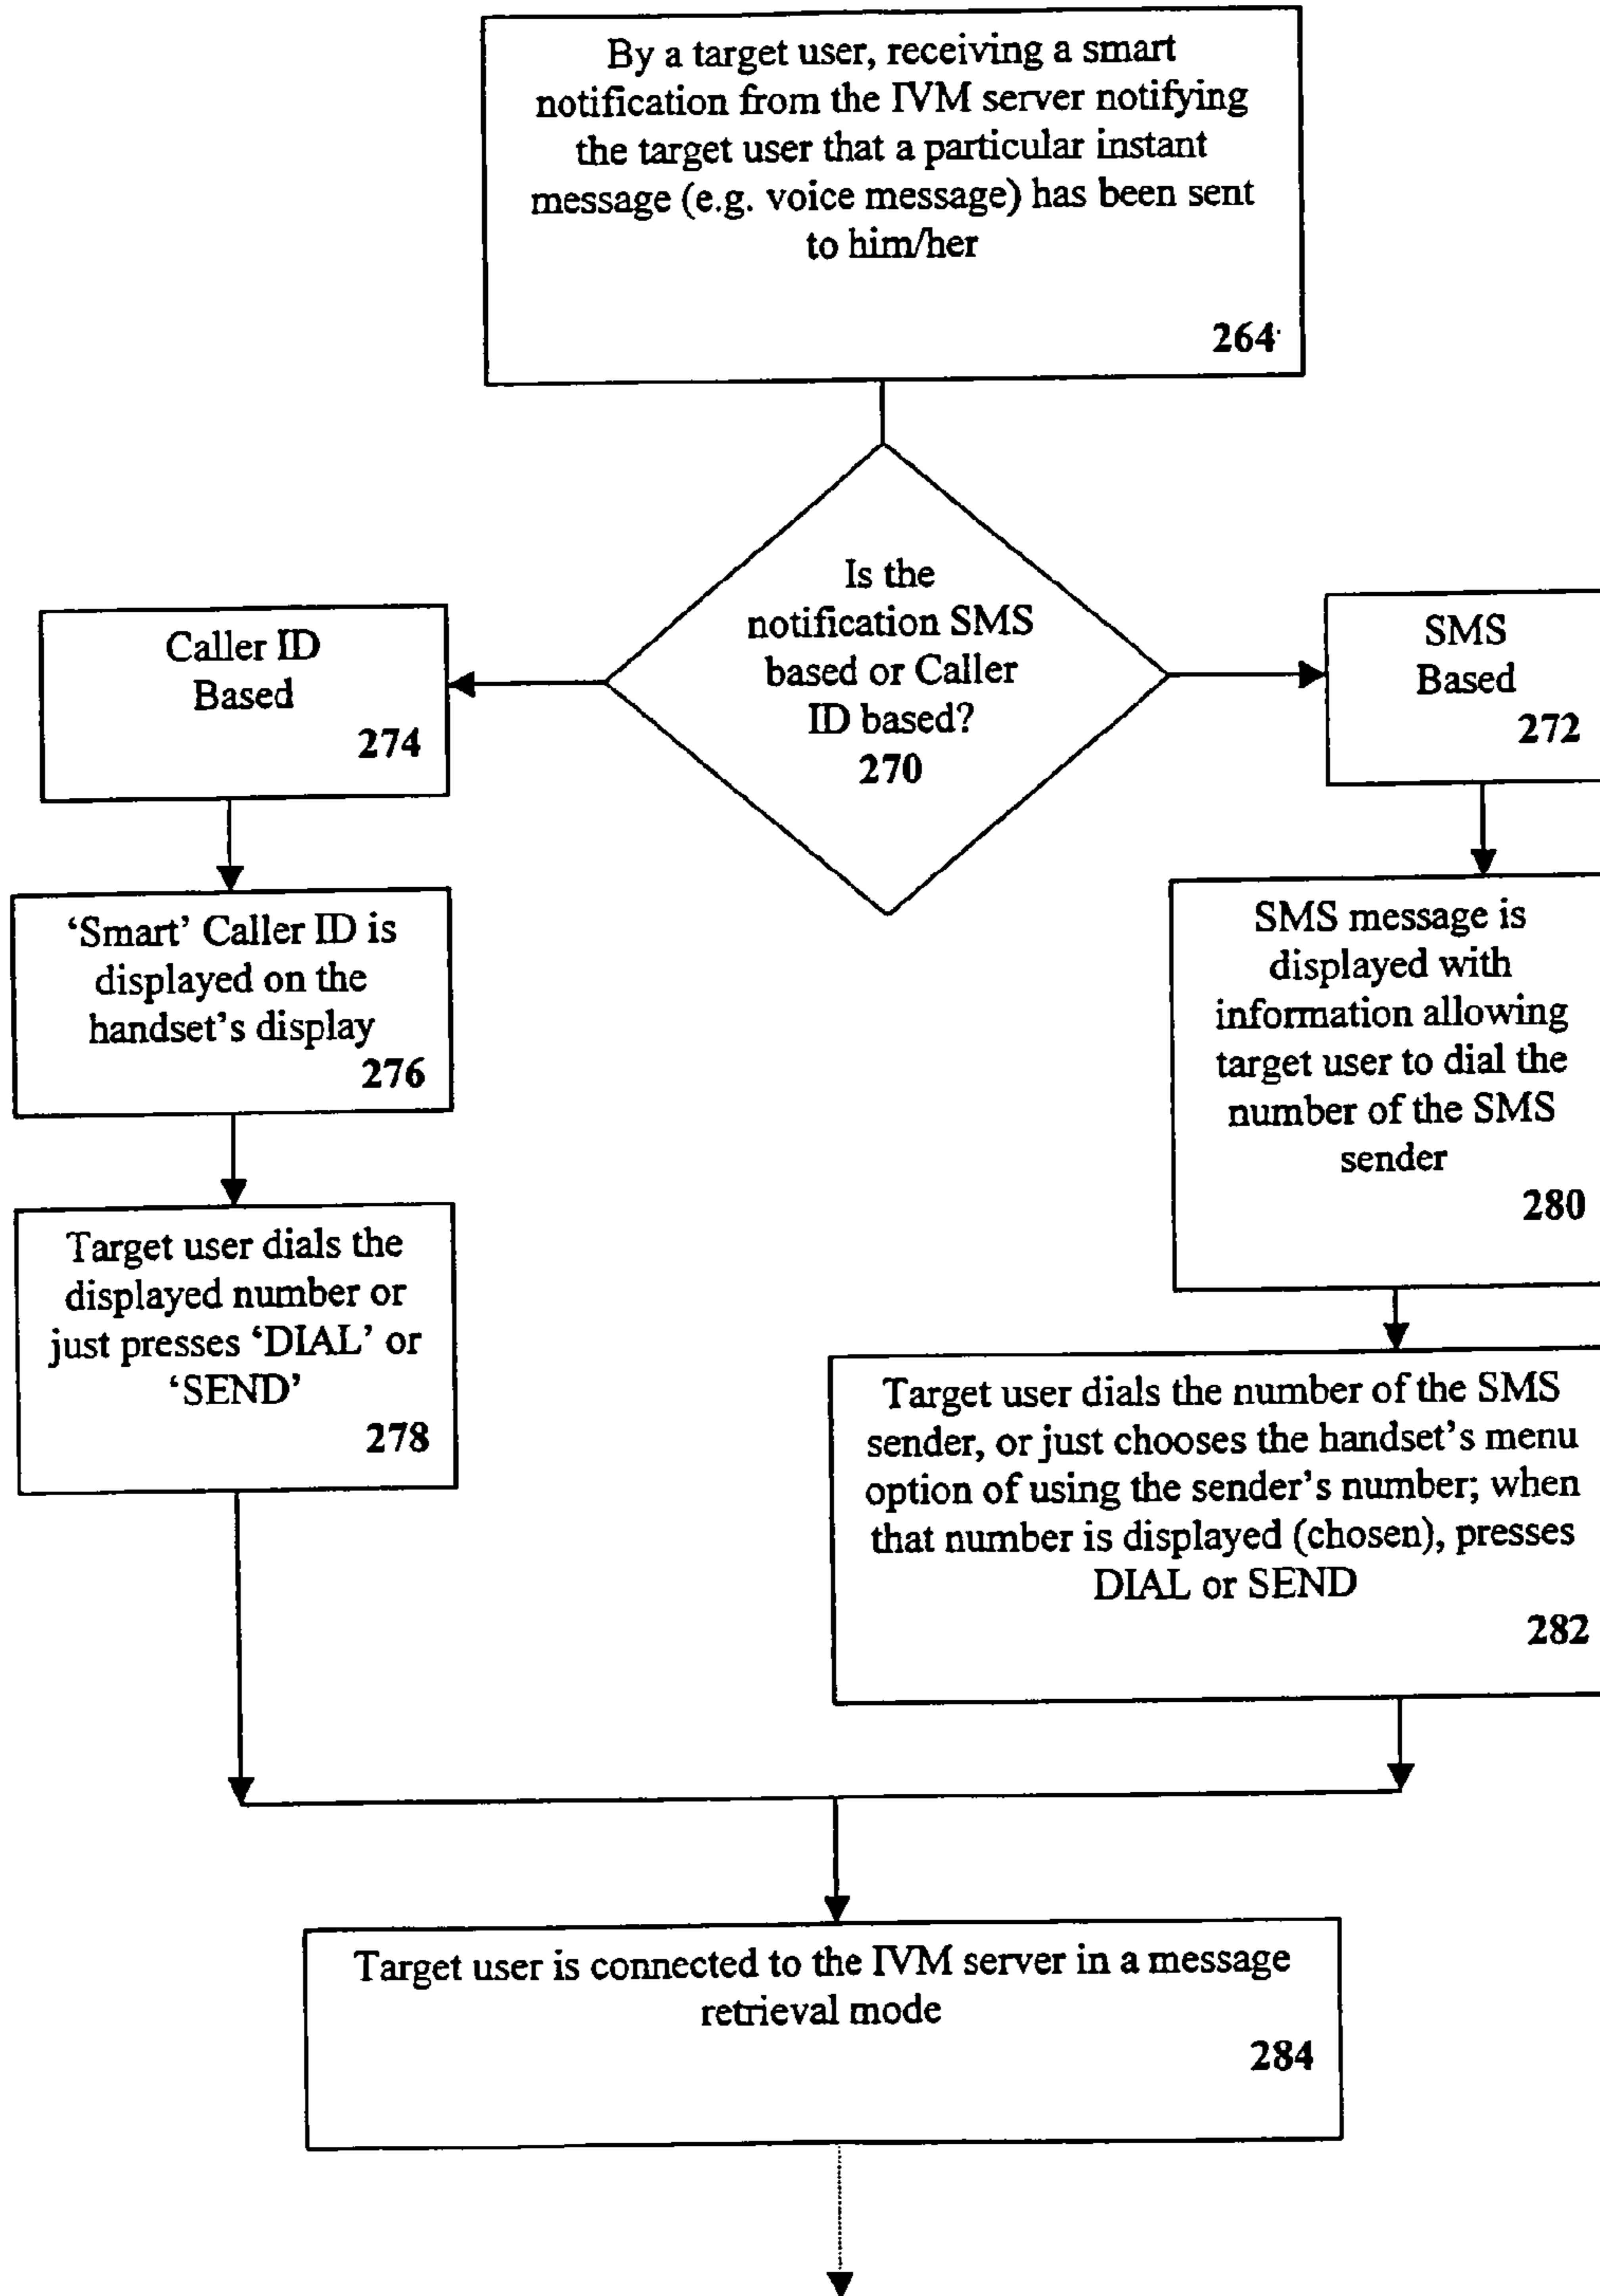 By a target user, receiving a smart
notification from the IVM server notifying
the target user that a particular instant
message (e.g. voice message) has been sent
to him/her
264
Is the
notification SMS
based or Caller
ID based?
270
Caller ID
Based
274
SMS
Based
272
‘Smart’ Caller ID is
displayed on the
handset’s display
276
SMS message is
displayed with
information allowing
target user to dial the
number of the SMS
sender
280
Target user dials the
displayed number or
just presses ‘DIAL’ or
‘SEND’
278
Target user dials the number of the SMS
sender, or just chooses the handset’s menu
option of using the sender’s number; when
that number is displayed (chosen), presses
DIAL or SEND
282
Target user is connected to the IVM server in a message
retrieval mode
284